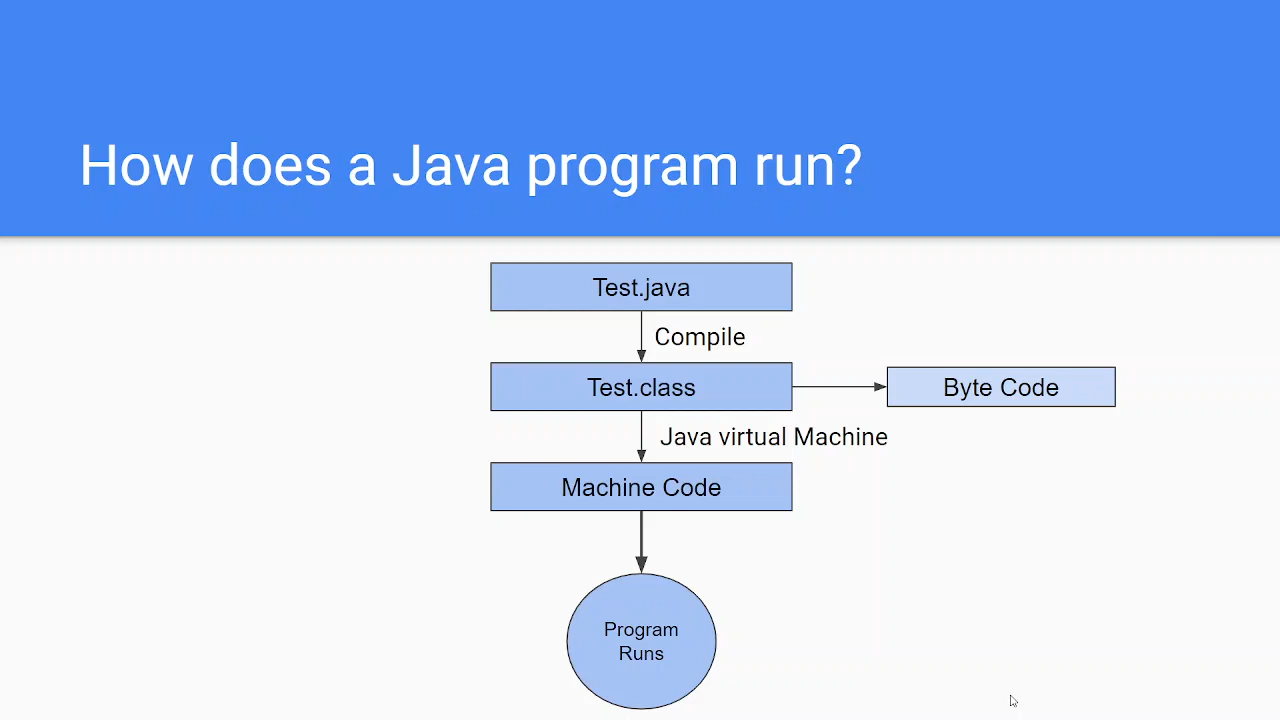 How does a Java program run?
Test.java
Compile
Test.class
Byte Code
Java virtual Machine
Machine Code
Program
Runs